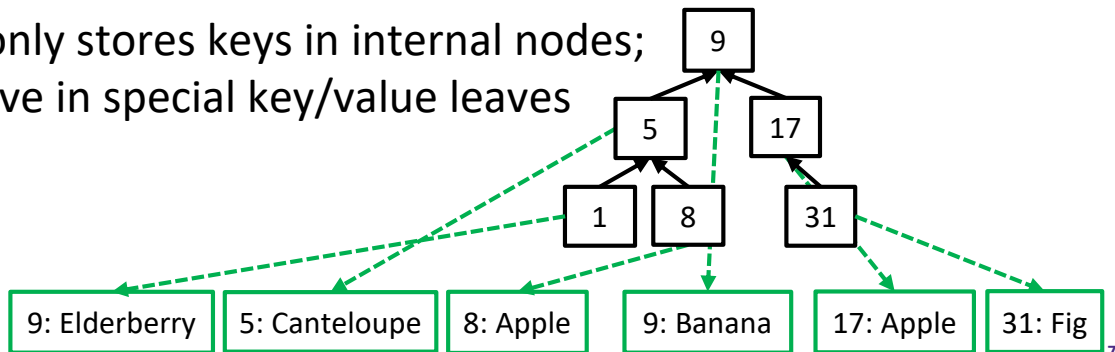 only stores keys in internal nodes;
ve in special key/value leaves
9
5
17
1
8
31
9: Elderberry
5: Canteloupe
8: Apple
9: Banana
17: Apple
31: Fig